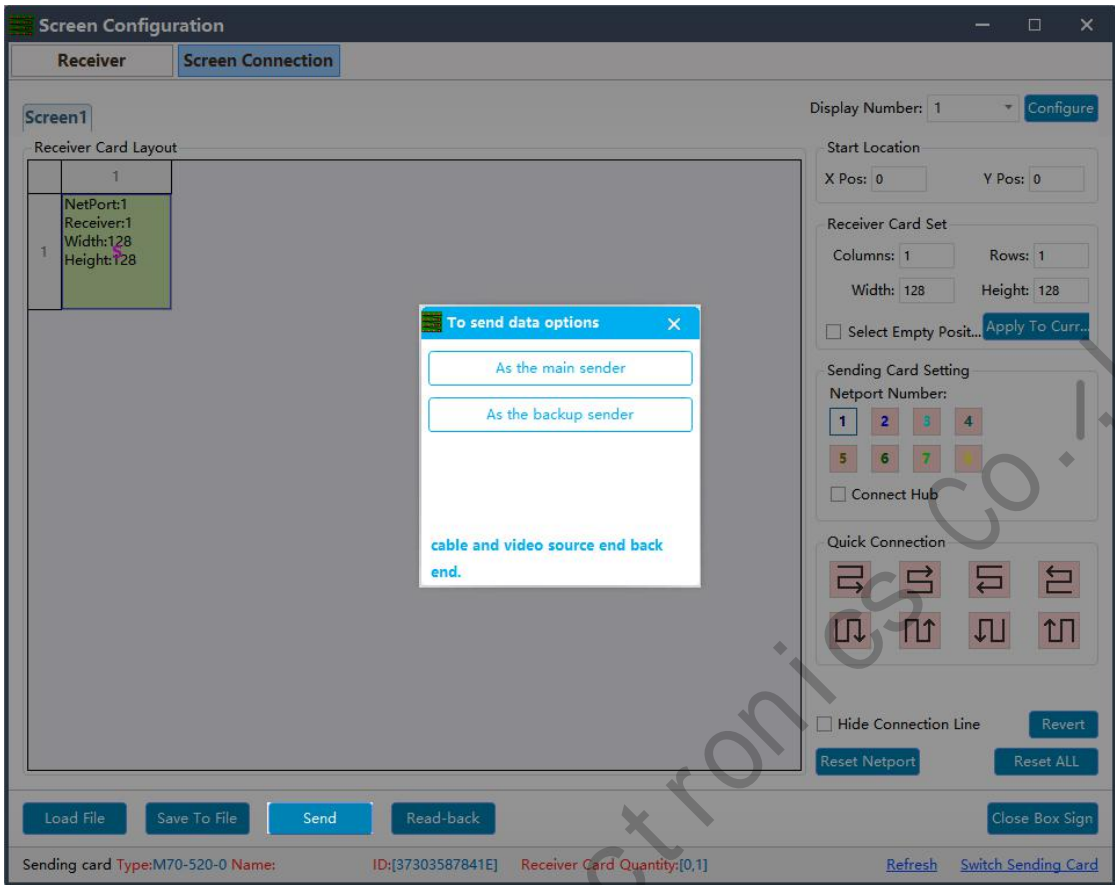 Screen Configuration
Receiver
Screen Connection
Screen1
Display Number: 1
Configure
Receiver Card Layout
1
1
NetPort:1
Receiver:1
Width:128
Height:128
S
Start Location
X Pos: 0
Y Pos: 0
Receiver Card Set
Columns: 1
Rows: 1
Width: 128
Height: 128
Select Empty Posit...
Apply To Curr...
To send data options
As the main sender
As the backup sender
cable and video source end back
end.
Sending Card Setting
Netport Number:
1 2 3 4
5 6 7 8
Connect Hub
Quick Connection
Hide Connection Line
Revert
Reset Netport
Reset ALL
Load File
Save To File
Send
Read-back
Close Box Sign
Sending card Type:M70-520-0 Name:
ID:[37303587841E]
Receiver Card Quantity:[0,1]
Refresh
Switch Sending Card